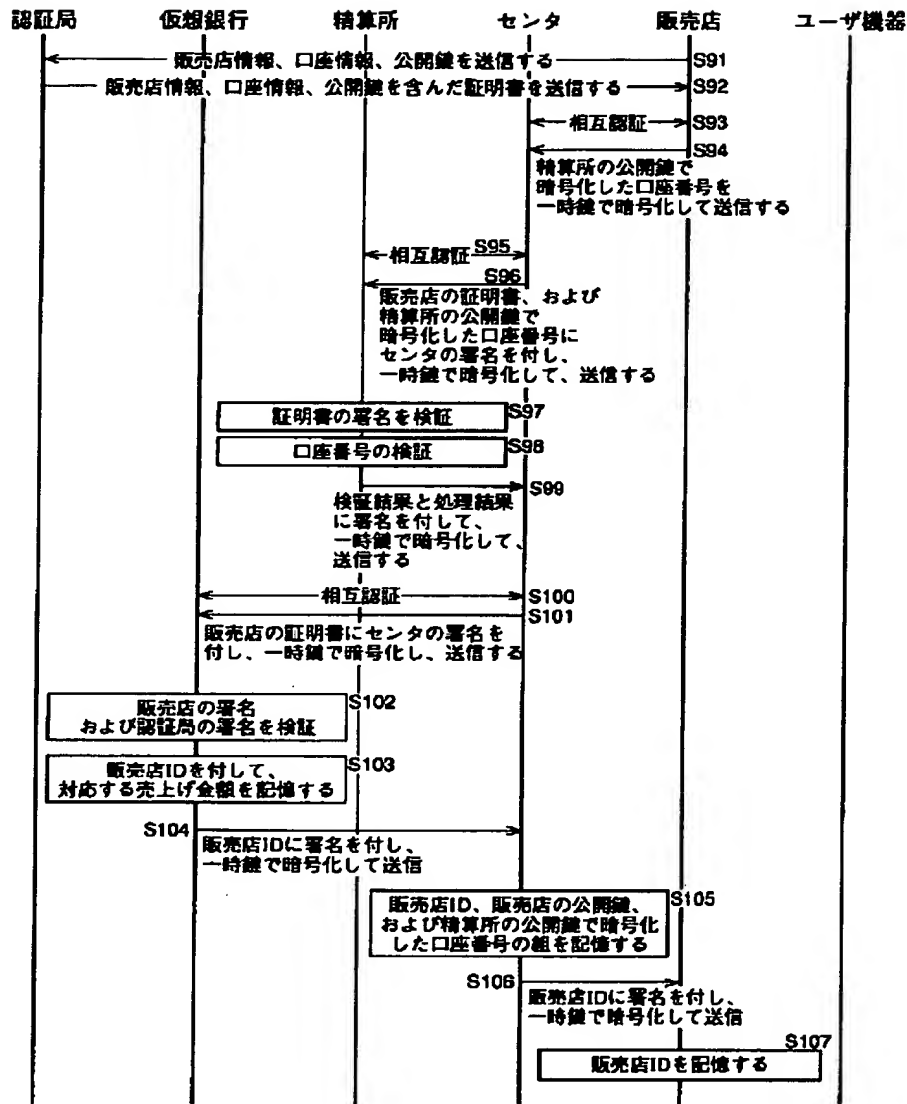 認証局 仮想銀行 精算所 センタ 販売店 ユーザ機器
販売店情報、口座情報、公開鍵を送信する S91
販売店情報、口座情報、公開鍵を含んだ証明書を送信する S92
相互認証 S93
S94
精算所の公開鍵で
暗号化した口座番号を
一時鍵で暗号化して送信する
相互認証 S95
S96
販売店の証明書、および
精算所の公開鍵で
暗号化した口座番号に
センタの署名を付し、
一時鍵で暗号化して、送信する
証明書の署名を検証 S97
口座番号の検証 S98
S99
検証結果と処理結果
に署名を付して、
一時鍵で暗号化して、
送信する
相互認証 S100
S101
販売店の証明書にセンタの署名を
付し、一時鍵で暗号化し、送信する
販売店の署名 S102
および認証局の署名を検証
販売店IDを付して、 S103
対応する売上げ金額を記憶する
S104
販売店IDに署名を付し、
一時鍵で暗号化して送信
販売店ID、販売店の公開鍵、 S105
および精算所の公開鍵で暗号化
した口座番号の組を記憶する
S106
販売店IDに署名を付し、
一時鍵で暗号化して送信
S107
販売店IDを記憶する